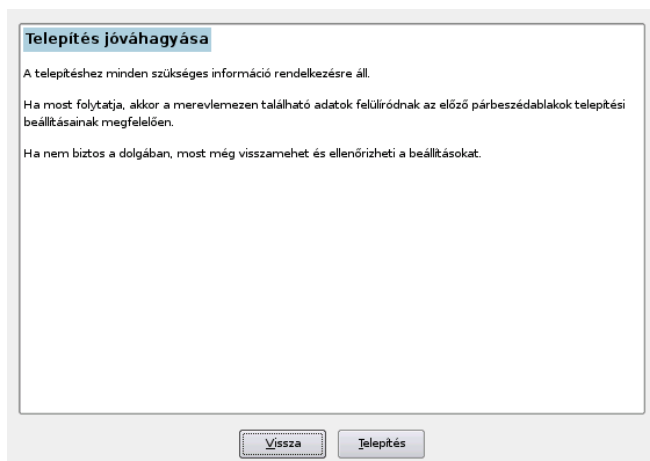 Telepítés jóváhagyása
A telepítéshez minden szükséges információ rendelkezésre áll.
Ha most folytatja, akkor a merevlemezen található adatok felülíródnak az előző párbeszédablakok telepítési
beállításainak megfelelően.
Ha nem biztos a dolgában, most még visszamehet és ellenőrizheti a beállításokat.
Vissza
Telepítés